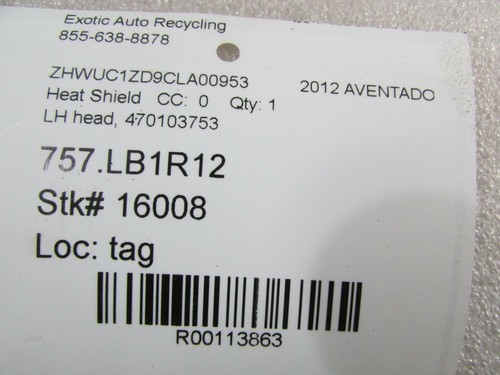 Exotic Auto Recycling
855-638-8878
ZHWUC1ZD9CLA00953 2012 AVENTADO
Heat Shield CC: 0 Qty: 1
LH head, 470103753
757.LB1R12
Stk# 16008
Loc: tag
R00113863